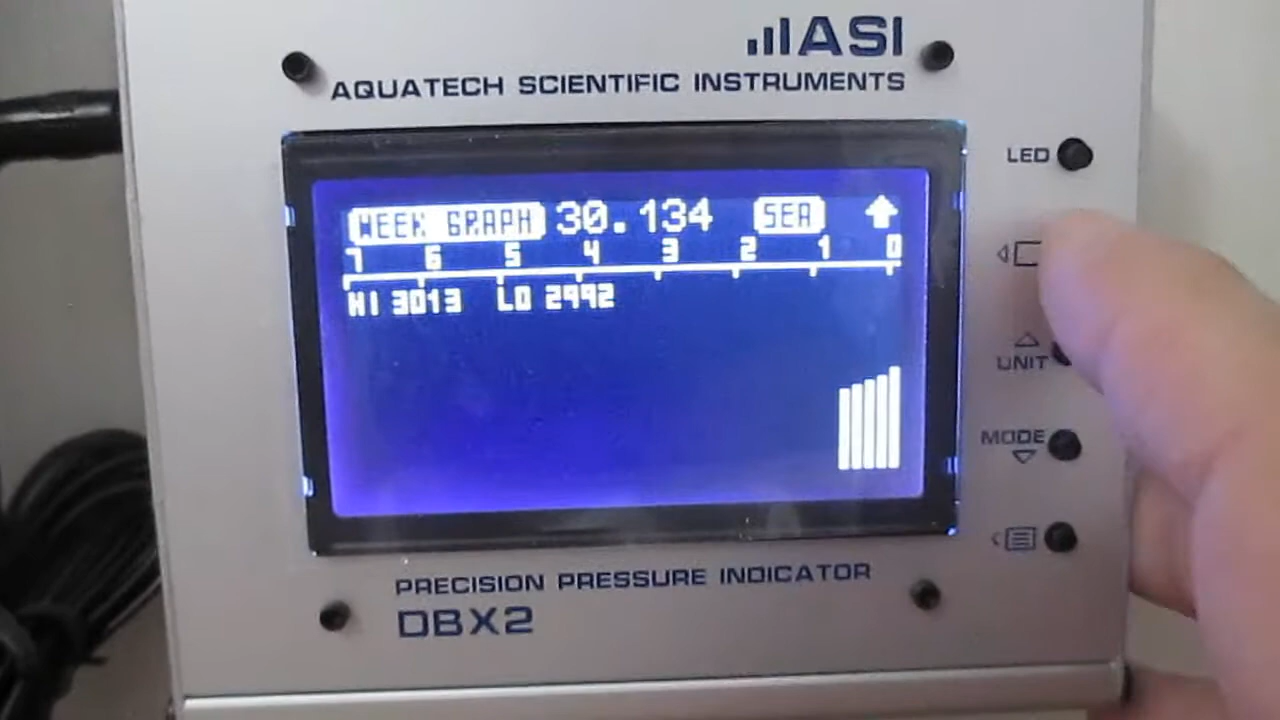 ASI
AQUATECH SCIENTIFIC INSTRUMENTS
LED
WEEK GRAPH 30.134 SEA
7 6 5 4 3 2 1 0
HI 3013 LO 2992
UNIT
MODE
PRECISION PRESSURE INDICATOR
DBX2